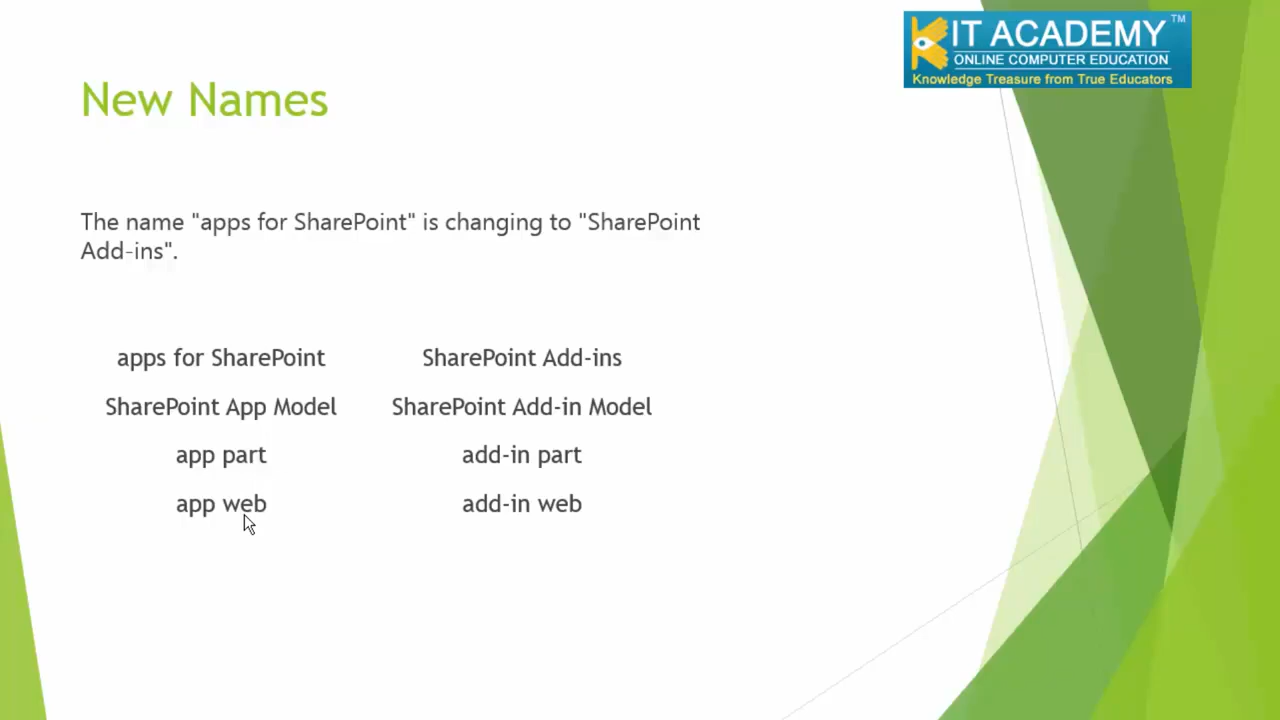 KIT ACADEMY™
ONLINE COMPUTER EDUCATION
Knowledge Treasure from True Educators
New Names
The name "apps for SharePoint" is changing to "SharePoint
Add-ins".
apps for SharePoint SharePoint Add-ins
SharePoint App Model SharePoint Add-in Model
app part add-in part
app web add-in web